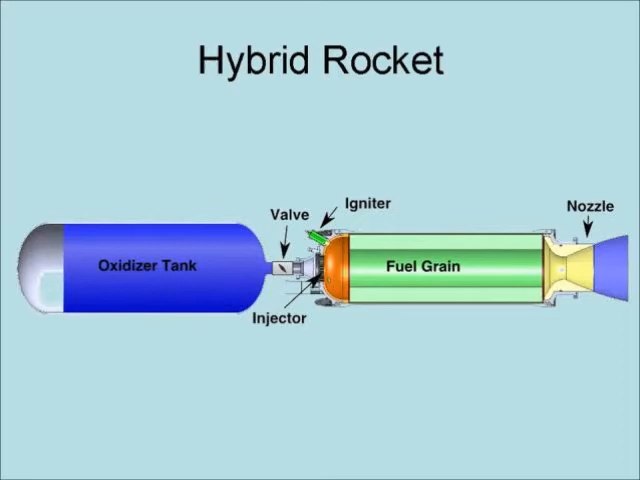 Hybrid Rocket
Igniter
Valve
Nozzle
Oxidizer Tank
Fuel Grain
Injector